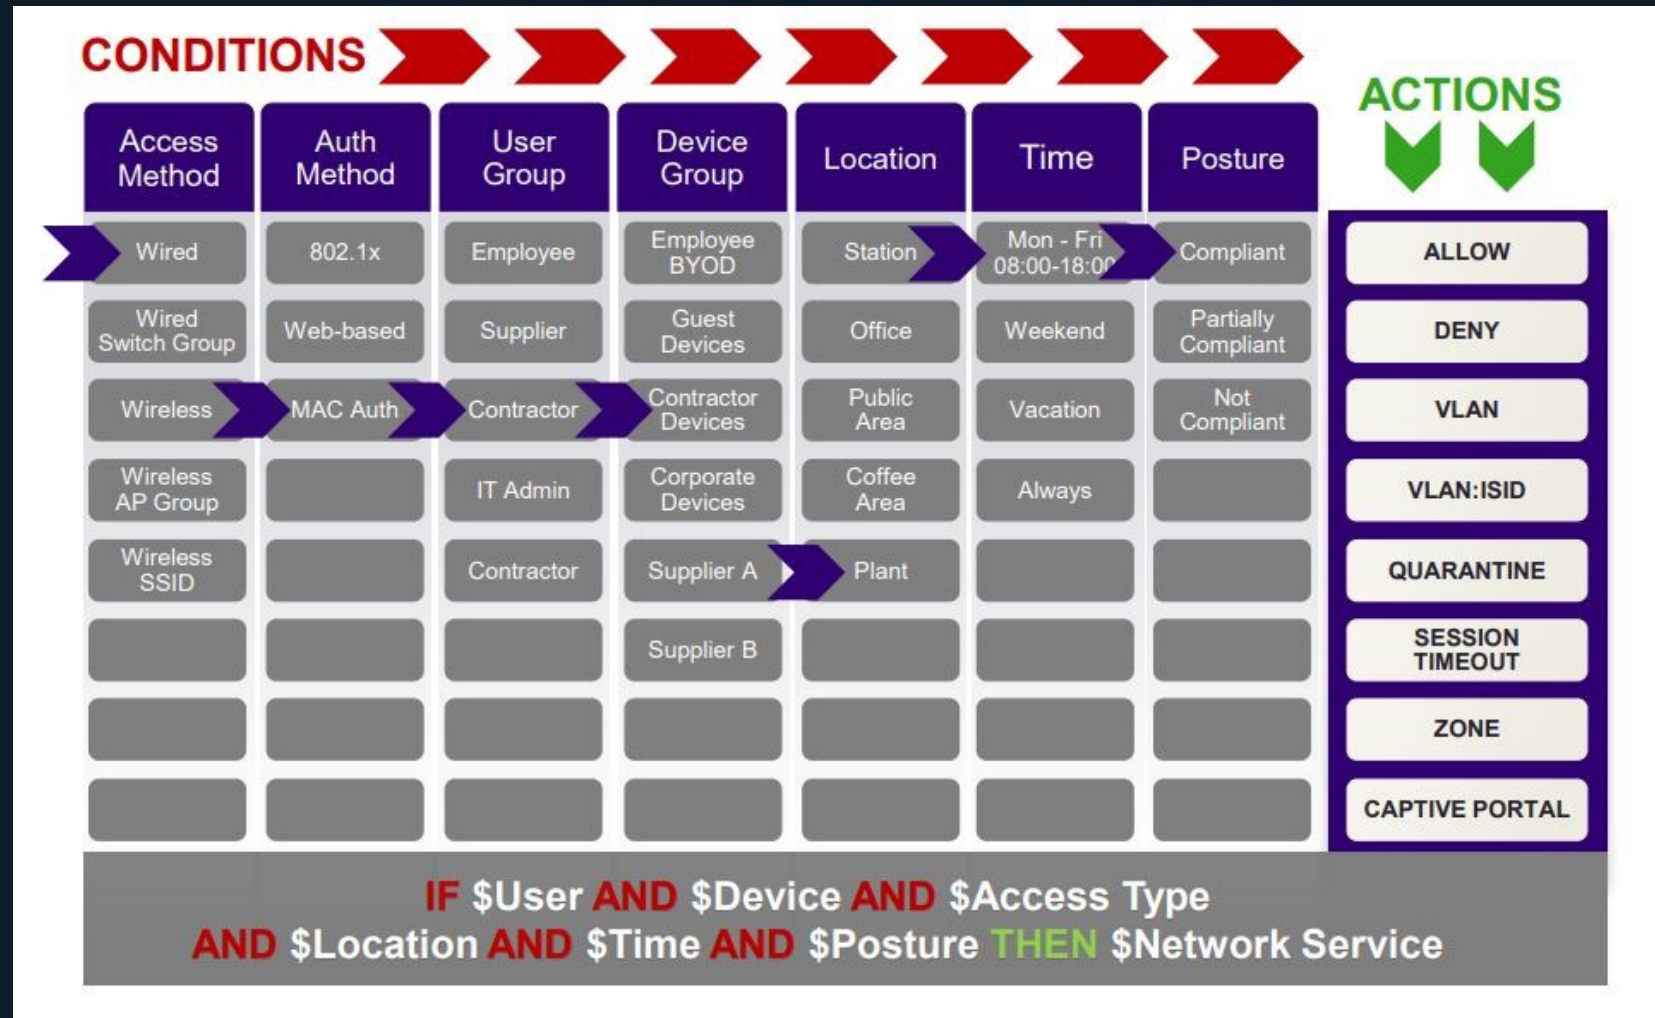 CONDITIONS
ACTIONS
Access
Method
Auth
Method
User
Group
Device
Group
Location
Time
Posture
Wired
802.1x
Employee
Employee
BYOD
Station
Mon - Fri
08:00-18:00
Compliant
ALLOW
Wired
Switch Group
Web-based
Supplier
Guest
Devices
Office
Weekend
Partially
Compliant
DENY
Wireless
MAC Auth
Contractor
Contractor
Devices
Public
Area
Vacation
Not
Compliant
VLAN
Wireless
AP Group
IT Admin
Corporate
Devices
Coffee
Area
Always
VLAN:ISID
Wireless
SSID
Contractor
Supplier A
Plant
QUARANTINE
Supplier B
SESSION
TIMEOUT
ZONE
CAPTIVE PORTAL
IF $User AND $Device AND $Access Type
AND $Location AND $Time AND $Posture THEN $Network Service